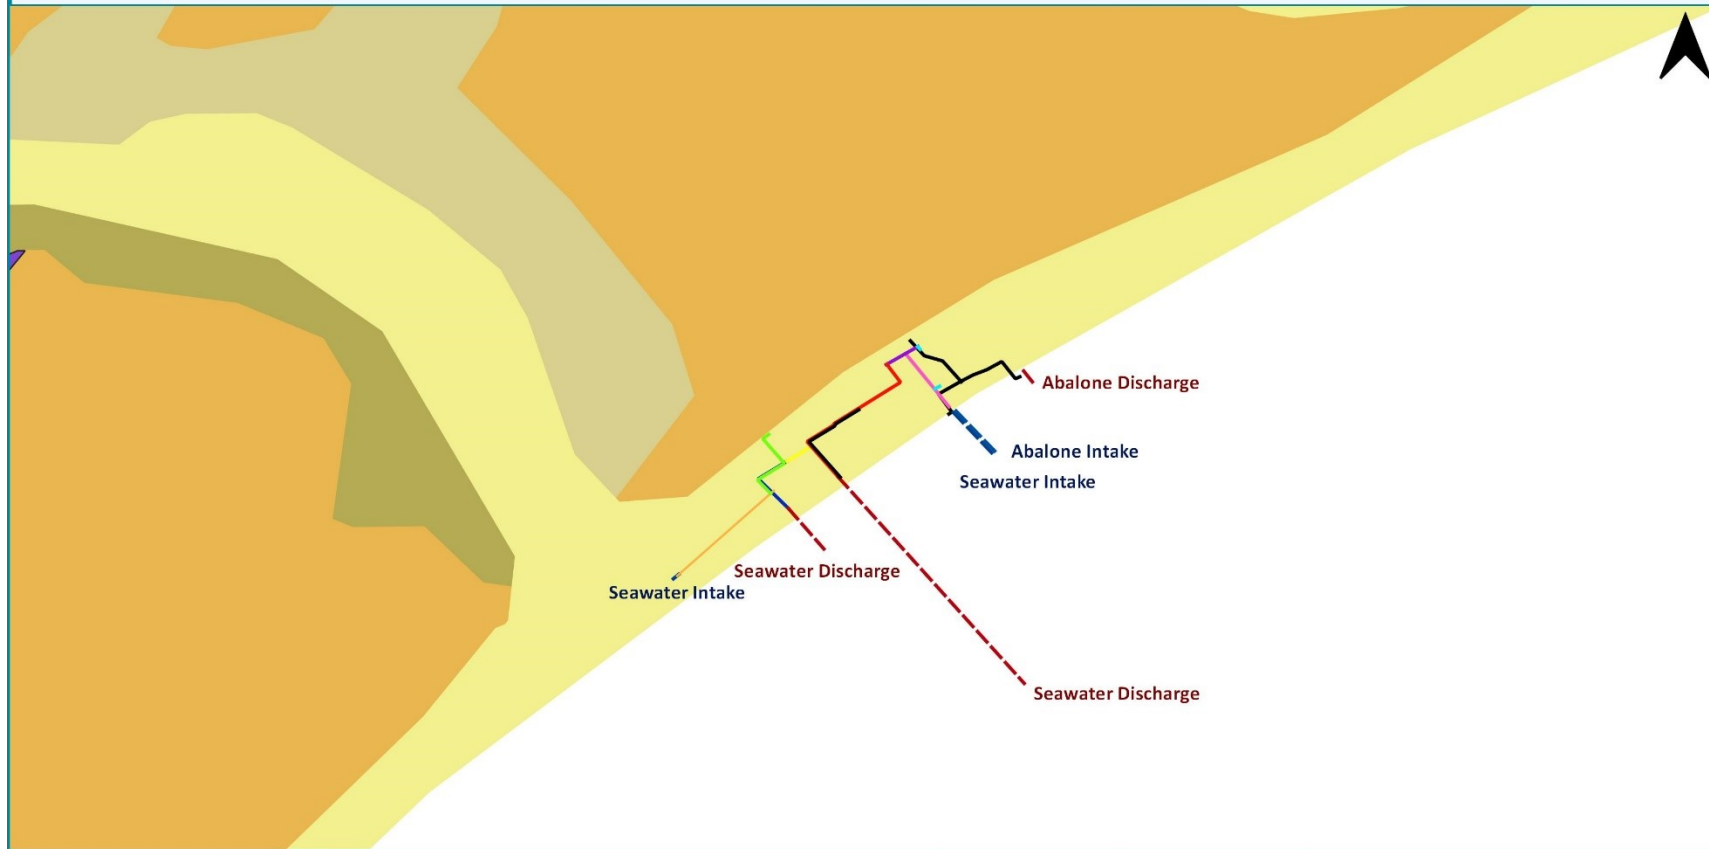 Abalone Discharge
Abalone Intake
Seawater Intake
Seawater Discharge
Seawater Intake
Seawater Discharge